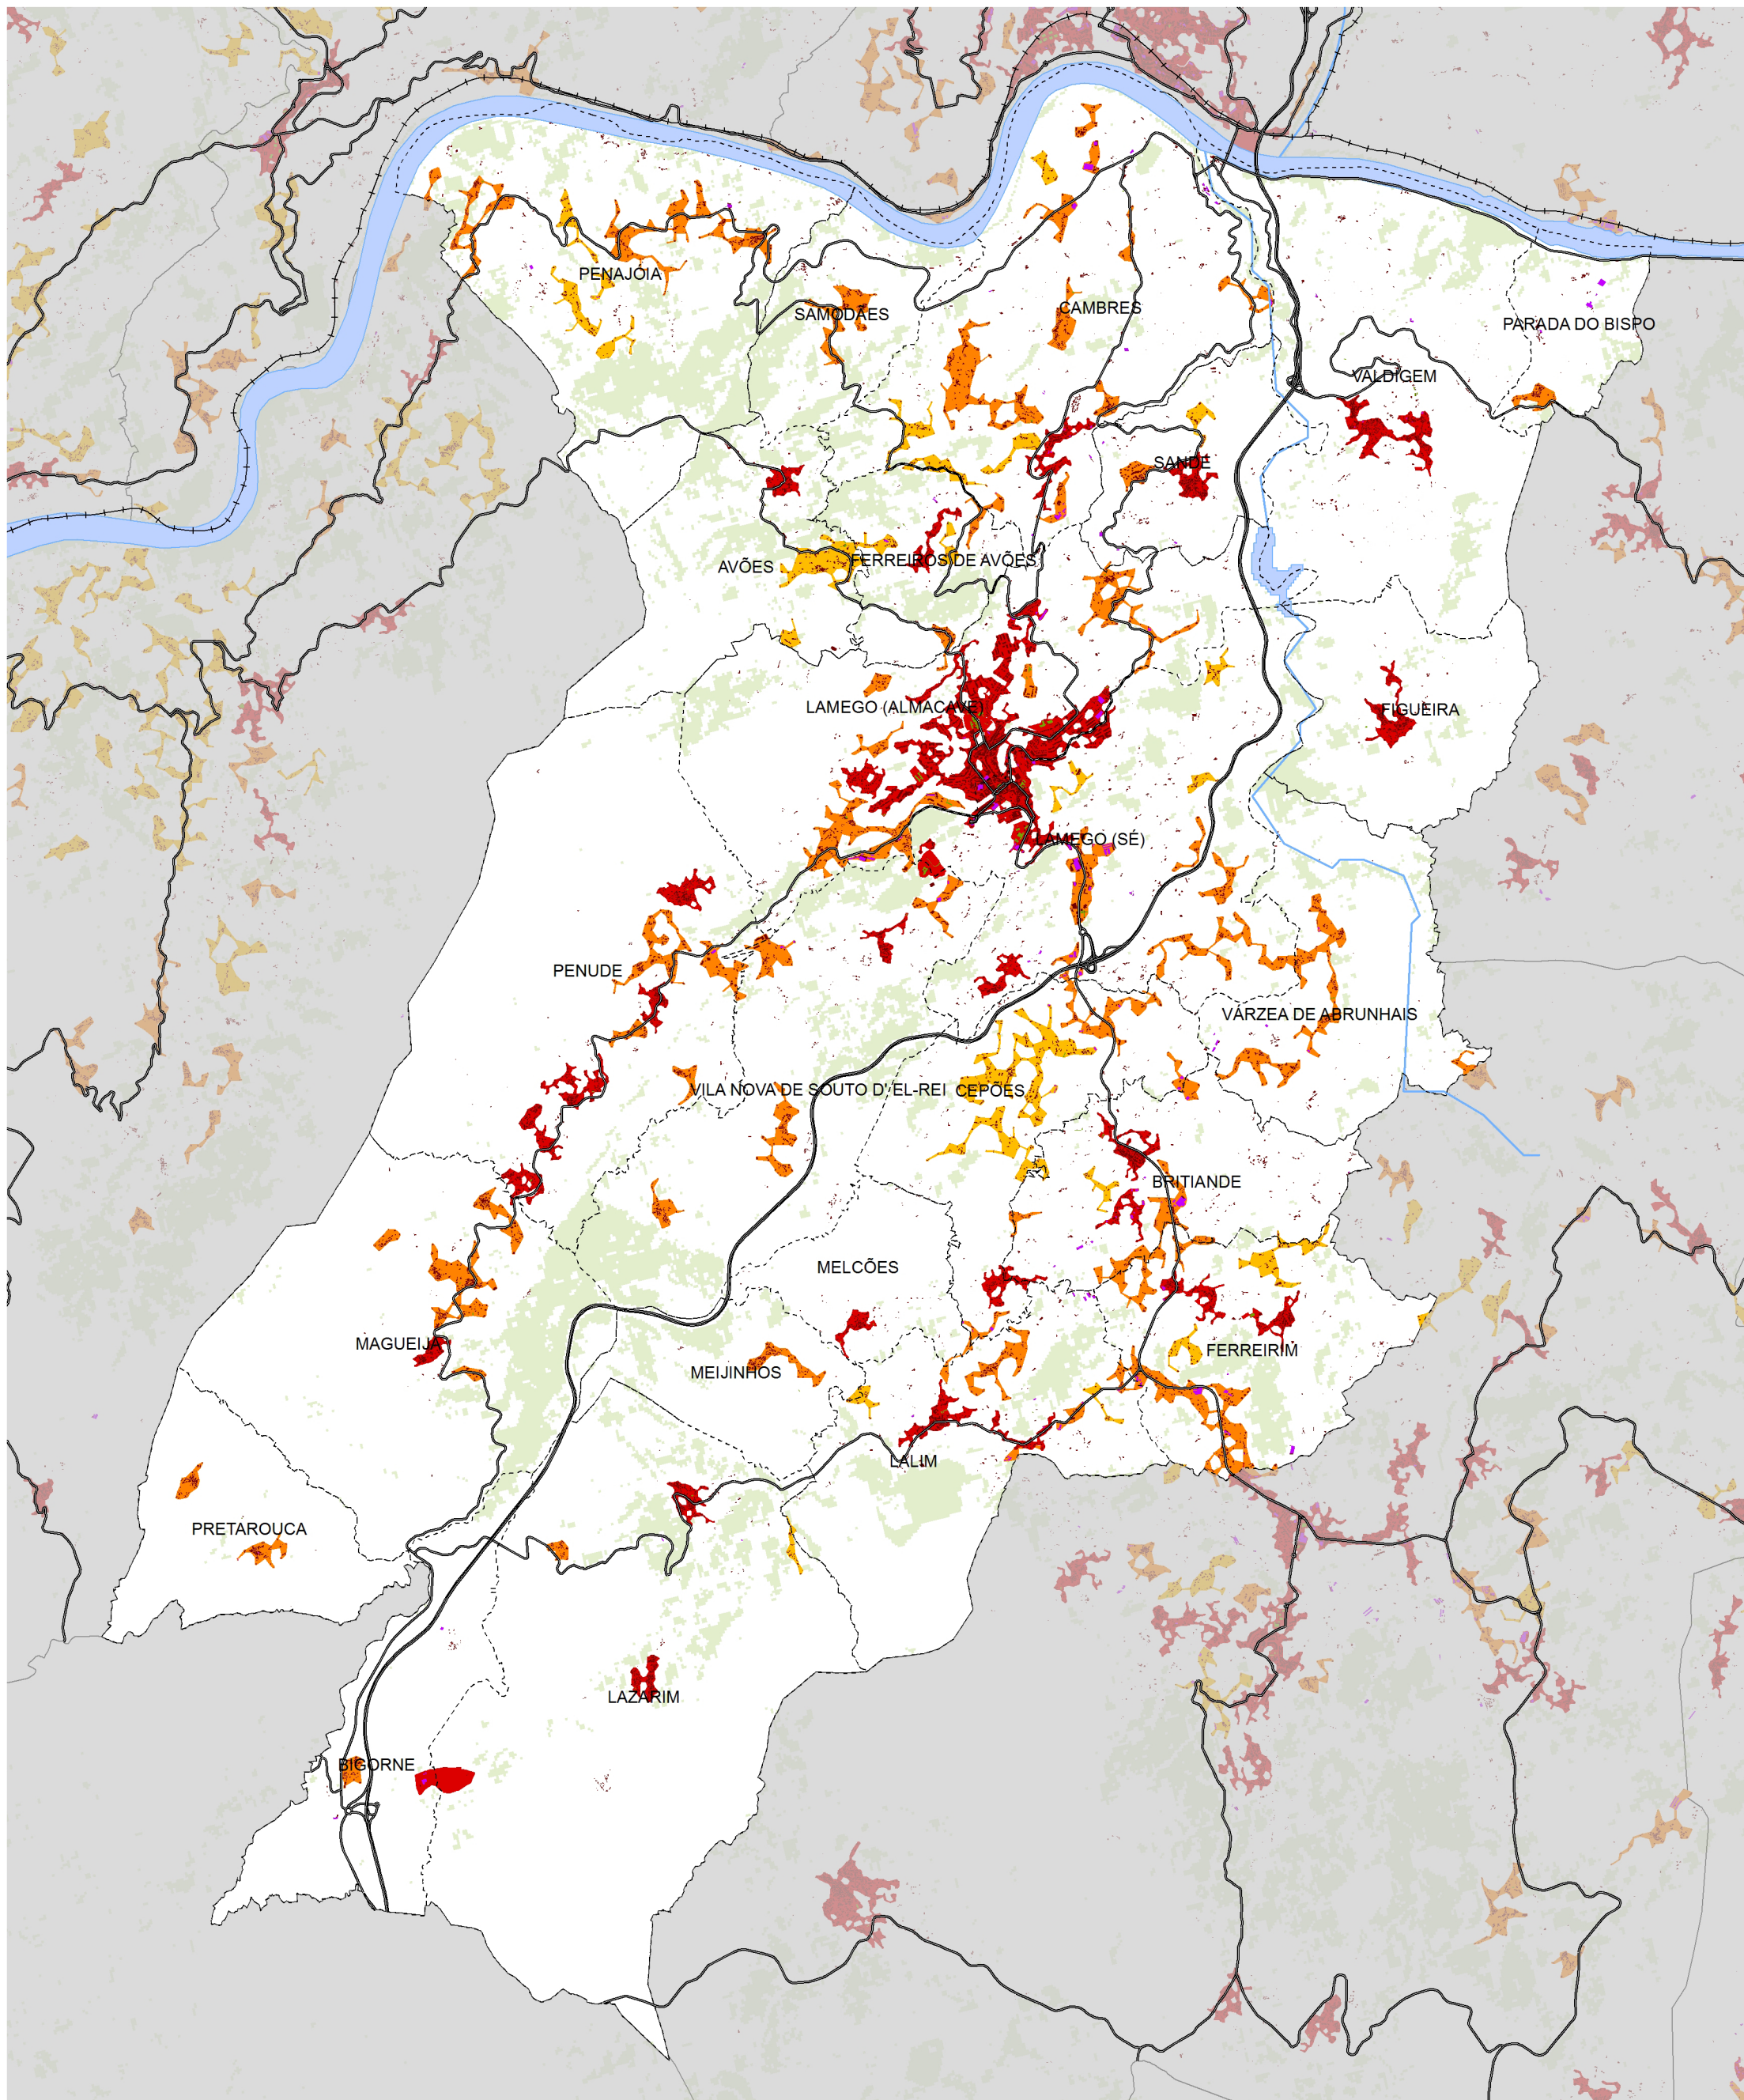 PENAJÓIA
SAMODÃES
CAMBRES
PARADA DO BISPO
VALDIGEM
SANDE
AVÕES
FERREIROS DE AVÕES
LAMEGO (ALMACAVE)
FIGUEIRA
LAMEGO (SÉ)
PENUDE
VÁRZEA DE ABRUNHAIS
VILA NOVA DE SOUTO D' EL-REI
CEPÕES
BRITIANDE
MELCÕES
MAGUEIJA
MEIJINHOS
FERREIRIM
LALIM
PRETAROUCA
LAZARIM
BIGORNE